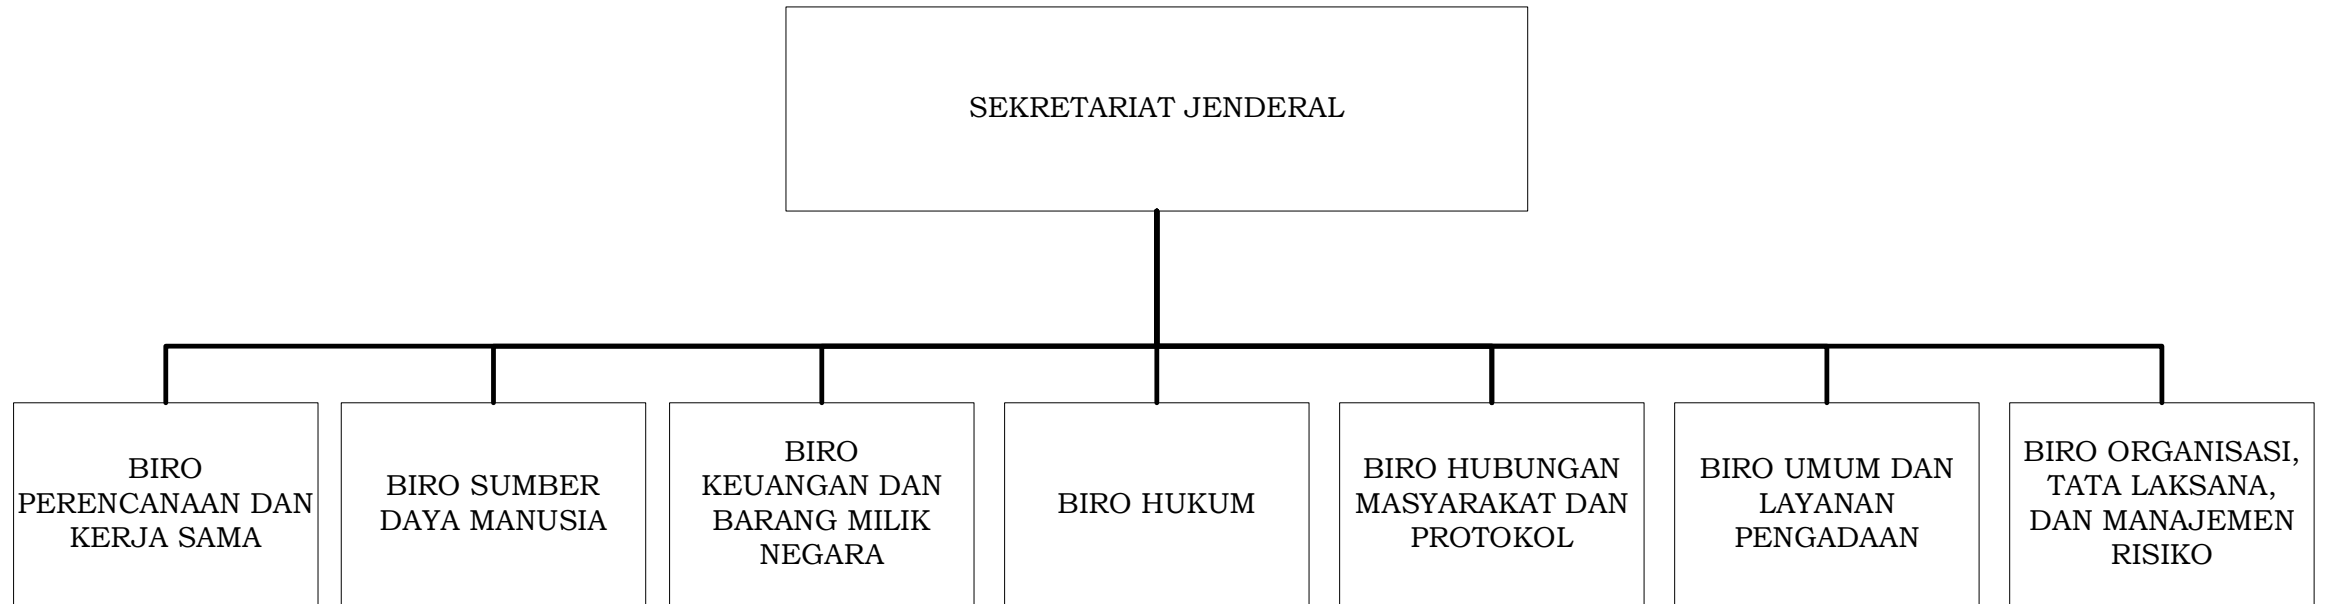 SEKRETARIAT JENDERAL
BIRO
PERENCANAAN DAN
KERJA SAMA
BIRO SUMBER
DAYA MANUSIA
BIRO
KEUANGAN DAN
BARANG MILIK
NEGARA
BIRO HUKUM
BIRO HUBUNGAN
MASYARAKAT DAN
PROTOKOL
BIRO UMUM DAN
LAYANAN
PENGADAAN
BIRO ORGANISASI,
TATA LAKSANA,
DAN MANAJEMEN
RISIKO